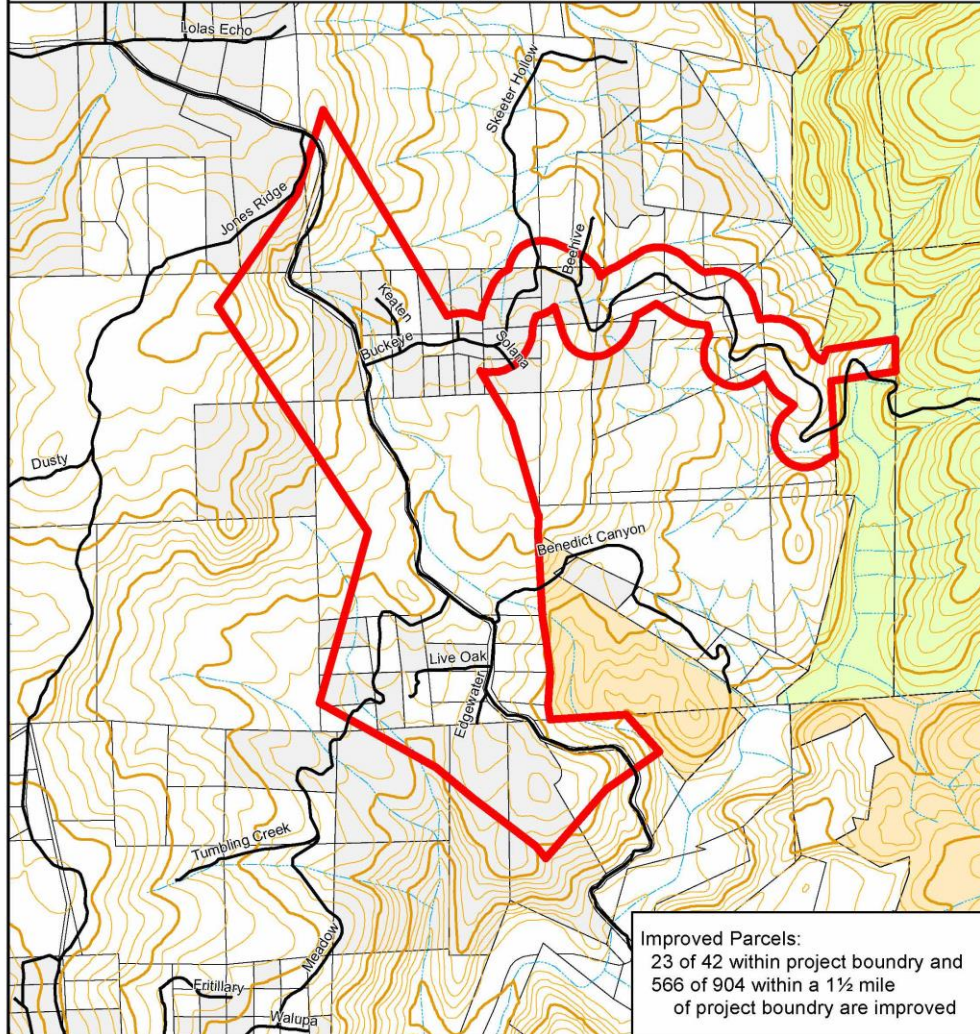 Lolas Echo
Skeeter Hollow
Jones Ridge
Beehive
Keaten
Buckeye
Solana
Dusty
Benedict Canyon
Live Oak
Edgewater
Tumbling Creek
Meadow
Fritillary
Walupa
Improved Parcels:
23 of 42 within project boundry and
566 of 904 within a 1½ mile
of project boundry are improved